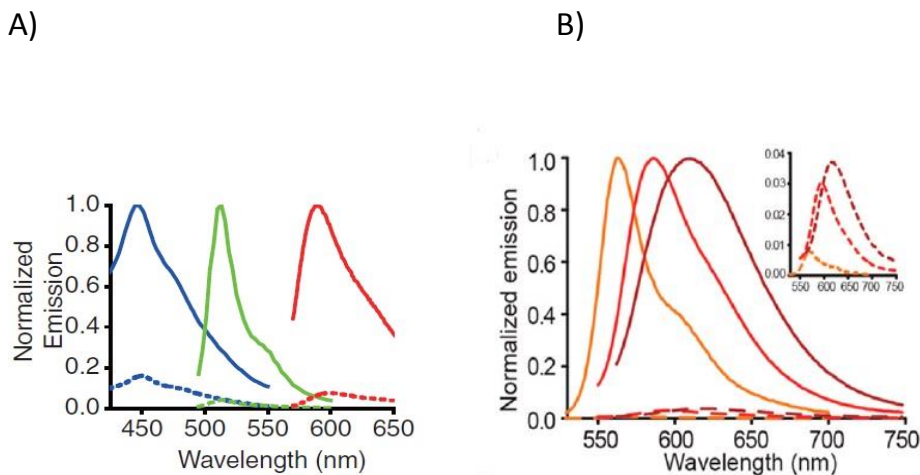 A)
B)
Normalized
Emission
1.0
0.8
0.6
0.4
0.2
0.0
450 500 550 600 650
Wavelength (nm)
Normalized emission
1.0
0.8
0.6
0.4
0.2
0.0
550 600 650 700 750
Wavelength (nm)
0.04
0.03
0.02
0.01
0.00
550 600 650 700 750